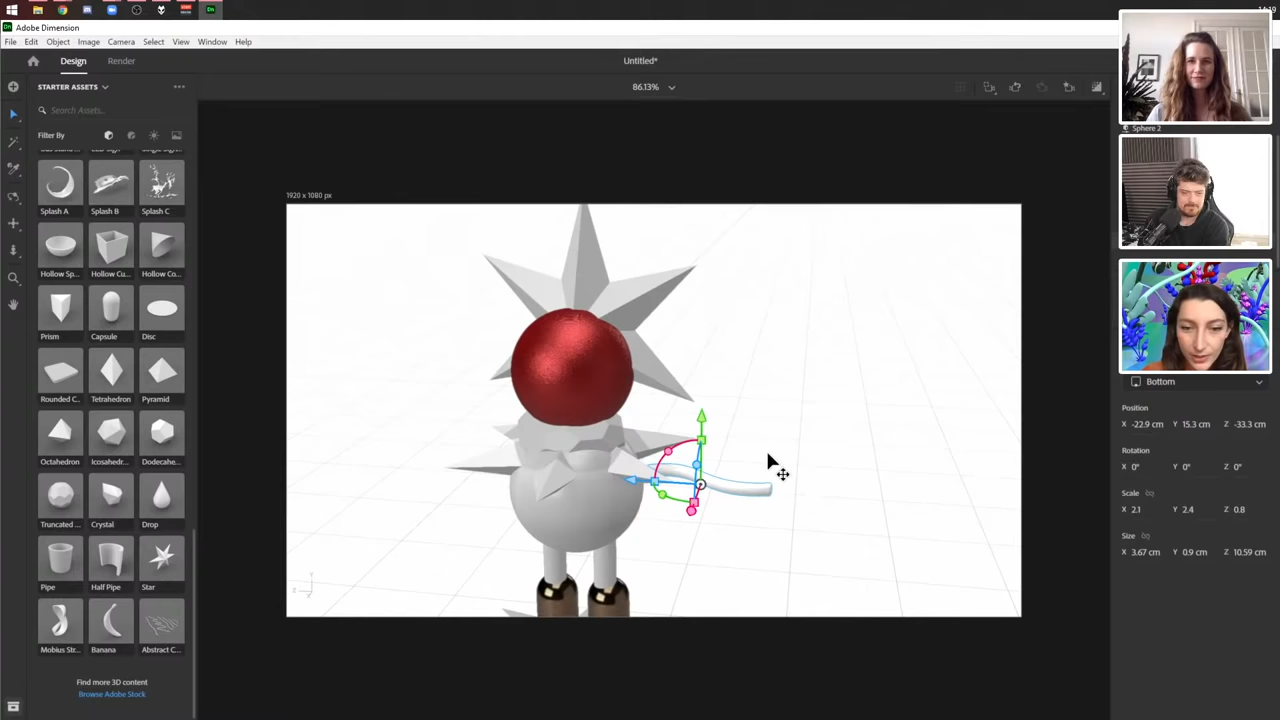 Dn
Adobe Dimension
File Edit Object Image Camera Select View Window Help
Design Render Untitled*
STARTER ASSETS
86.13%
Search Assets...
Filter By
Sphere 2
1920 x 1080 px
Splash A Splash B Splash C
Hollow Sp... Hollow Cu... Hollow Co...
Prism Capsule Disc
Rounded C... Tetrahedron Pyramid
Octahedron Icosahedr... Dodecahe...
Truncated ... Crystal Drop
Pipe Half Pipe Star
Mobius Str... Banana Abstract C...
Find more 3D content
Browse Adobe Stock
Bottom
Position
X -22.9 cm Y 15.3 cm Z -33.3 cm
Rotation
X 0° Y 0° Z 0°
Scale
X 2.1 Y 2.4 Z 0.8
Size
X 3.67 cm Y 0.9 cm Z 10.59 cm